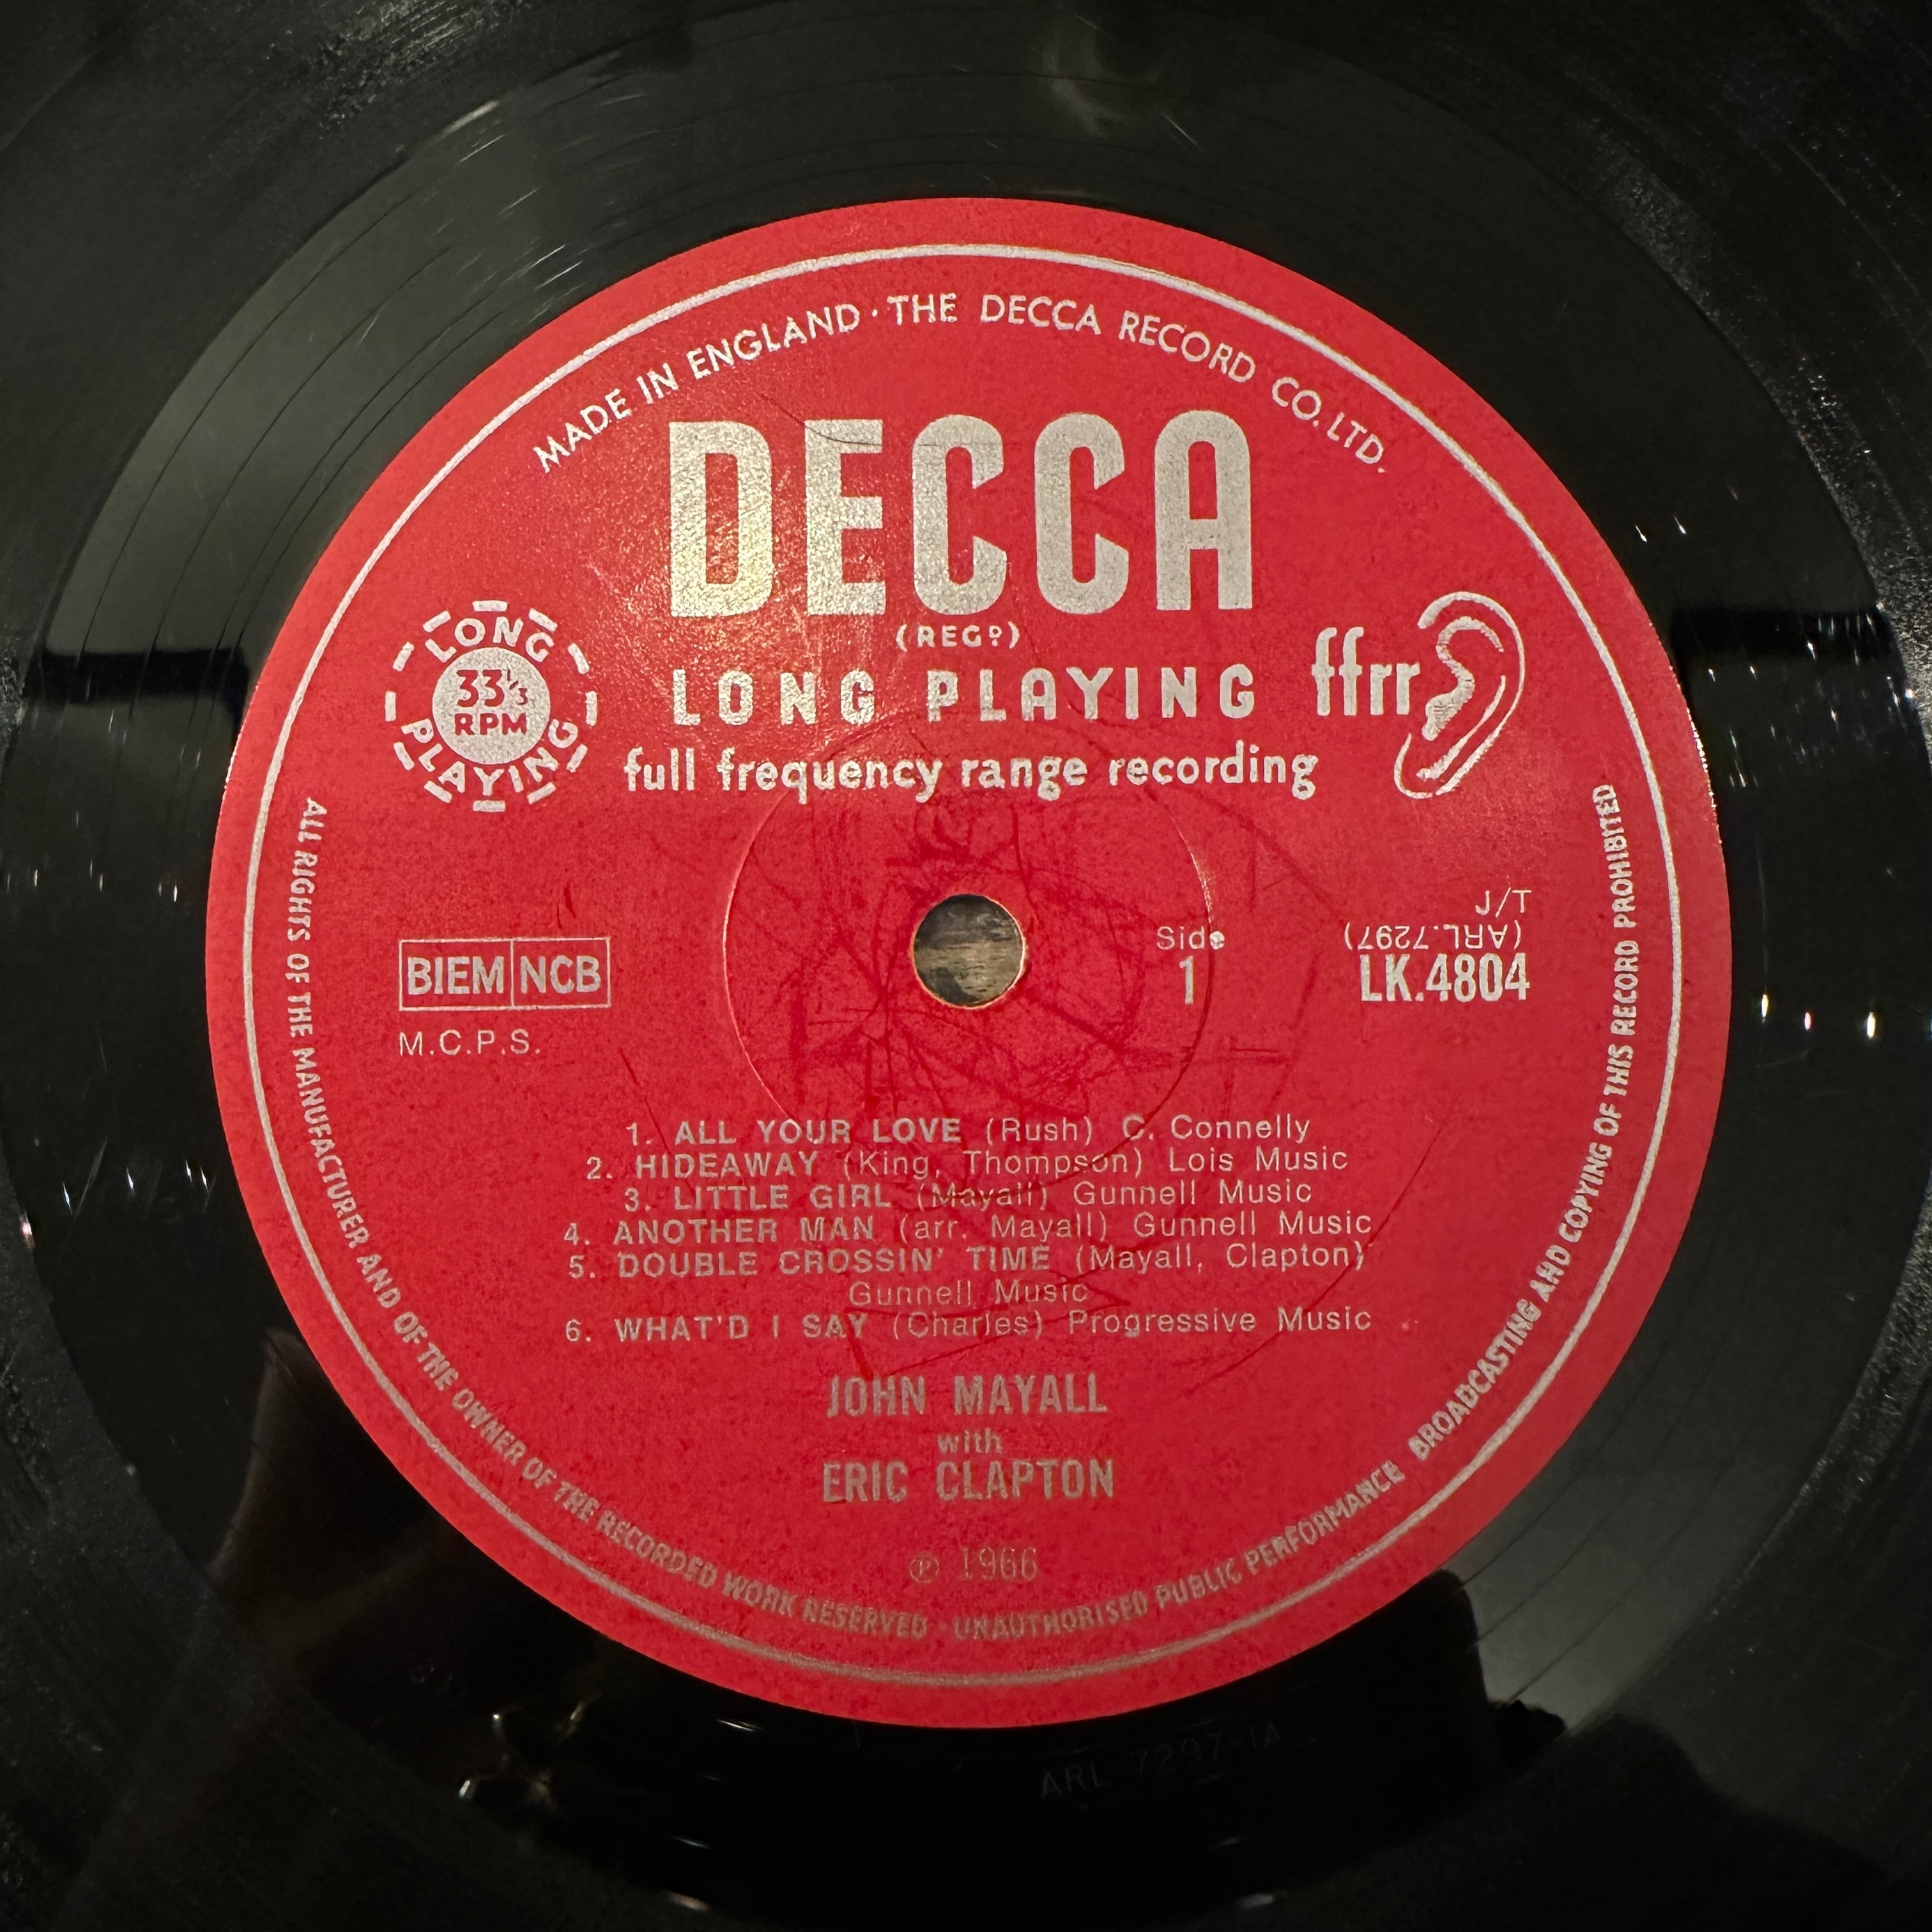 MADE IN ENGLAND · THE DECCA RECORD CO. LTD.
DECCA
(REGD)
LONG PLAYING
full frequency range recording
LONG PLAYING
33 1/3
RPM
ffrr
BIEM NCB
M.C.P.S.
Side
1
J/T
(ARL.7297)
LK.4804
1. ALL YOUR LOVE (Rush) C. Connelly
2. HIDEAWAY (King, Thompson) Lois Music
3. LITTLE GIRL (Mayall) Gunnell Music
4. ANOTHER MAN (arr. Mayall) Gunnell Music
5. DOUBLE CROSSIN' TIME (Mayall, Clapton)
Gunnell Music
6. WHAT'D I SAY (Charles) Progressive Music
JOHN MAYALL
with
ERIC CLAPTON
℗ 1966
ALL RIGHTS OF THE MANUFACTURER AND OF THE OWNER OF THE RECORDED WORK RESERVED · UNAUTHORISED PUBLIC PERFORMANCE BROADCASTING AND COPYING OF THIS RECORD PROHIBITED
ARL 7297-1A